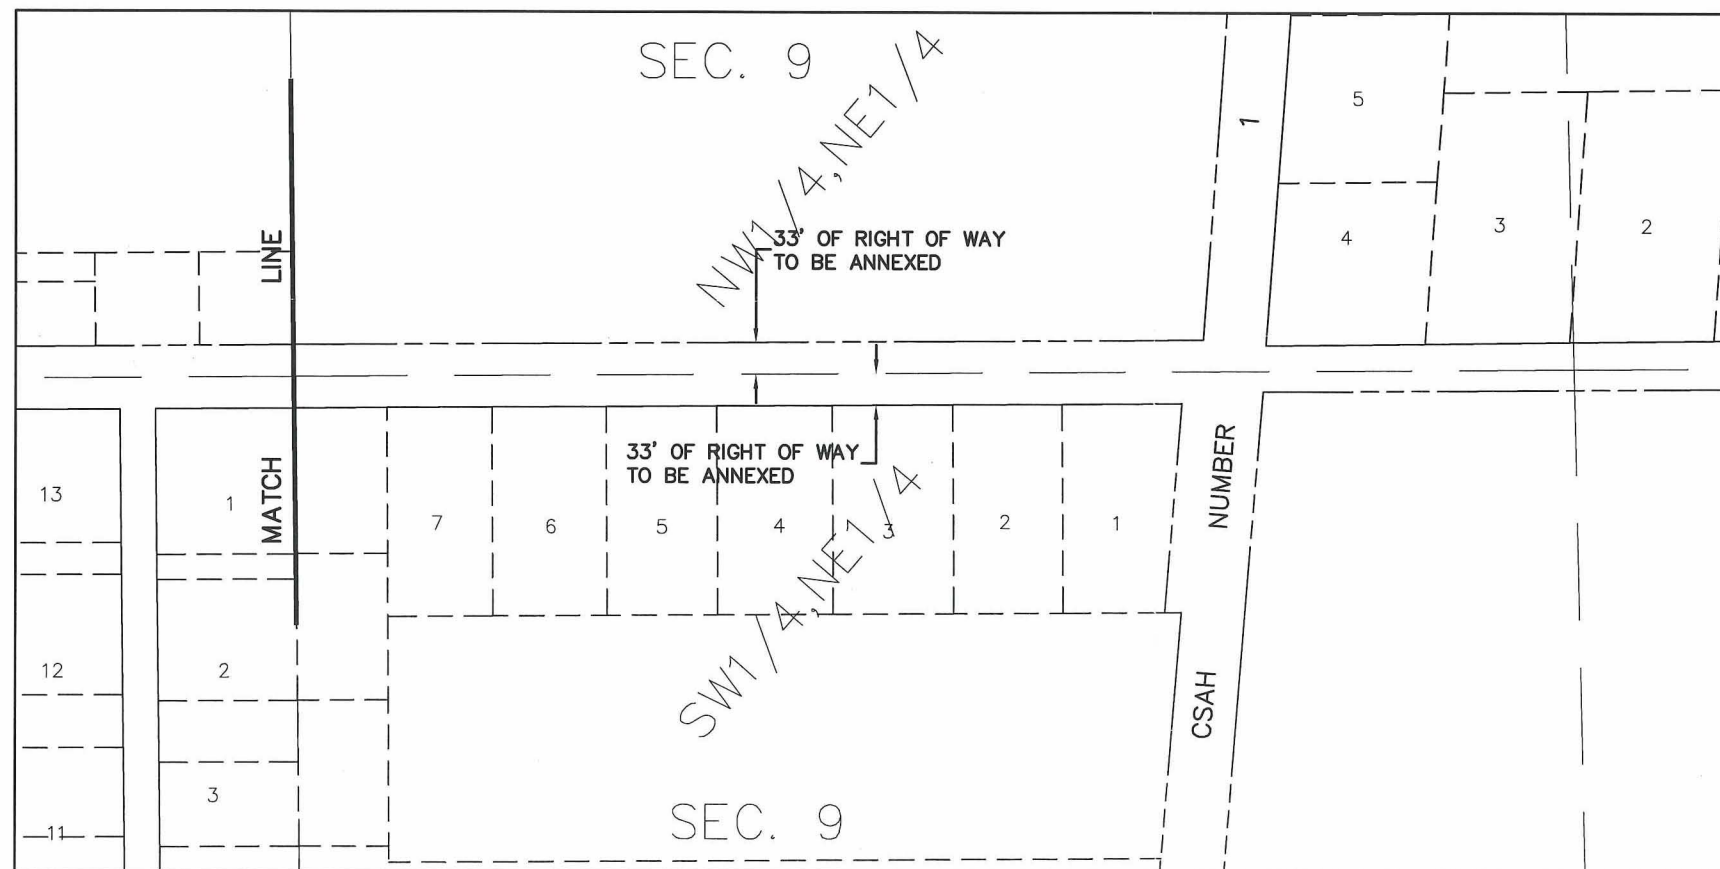 SEC. 9
NW1/4,NE1/4
1
5
4
3
2
33' OF RIGHT OF WAY
TO BE ANNEXED
LINE
MATCH
33' OF RIGHT OF WAY
TO BE ANNEXED
13
1
7
6
5
4
3
2
1
NUMBER
SW1/4,NE1/4
12
2
CSAH
3
11
SEC. 9